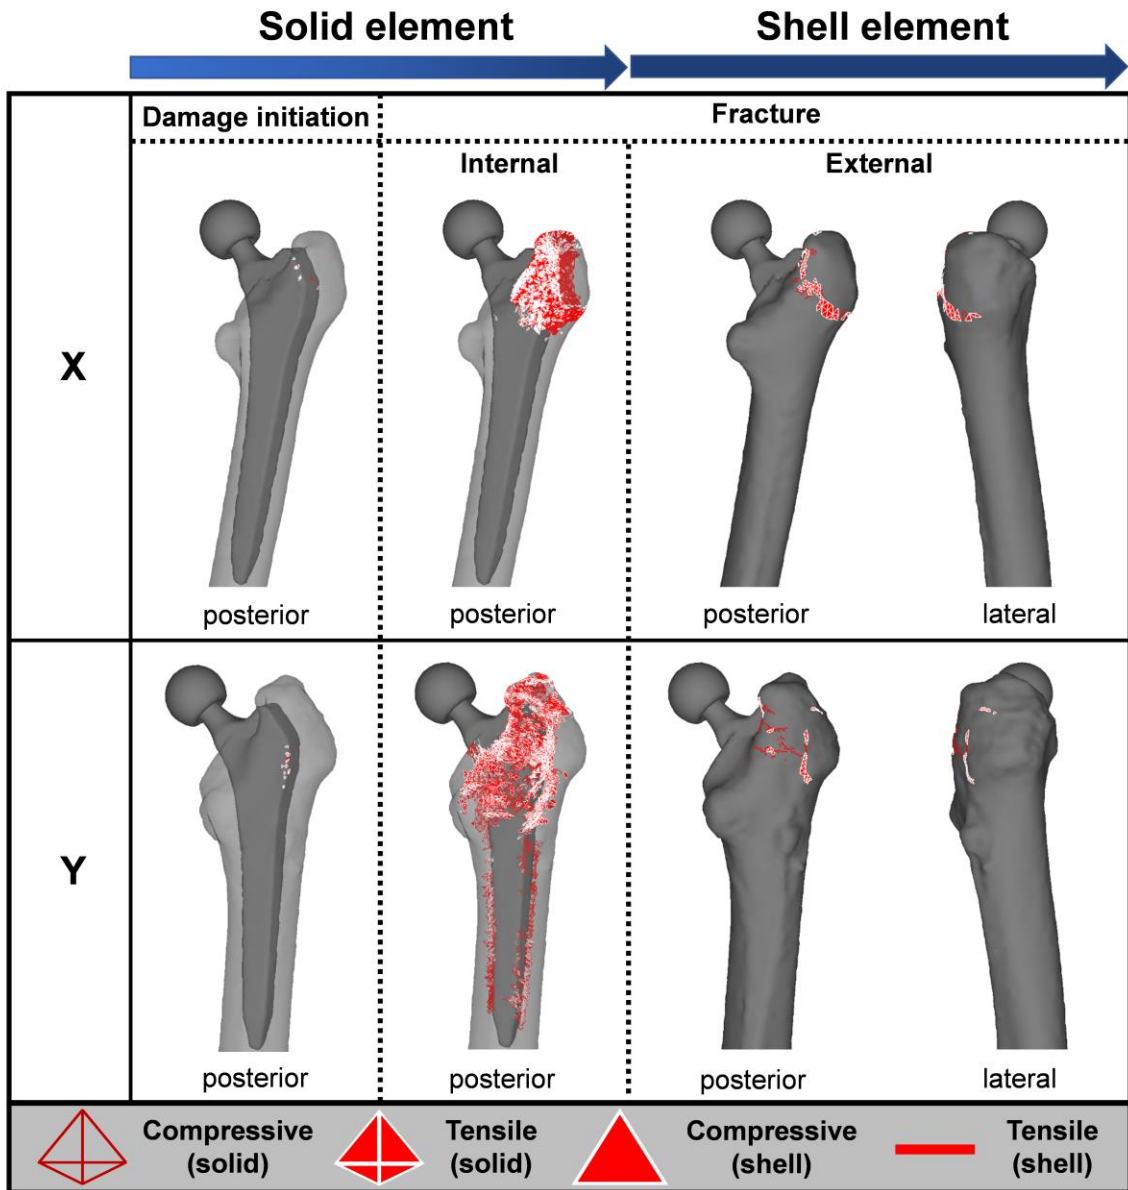 Solid element
Shell element
Damage initiation
Fracture
Internal
External
X
posterior
posterior
posterior
lateral
Y
posterior
posterior
posterior
lateral
Compressive
(solid)
Tensile
(solid)
Compressive
(shell)
Tensile
(shell)